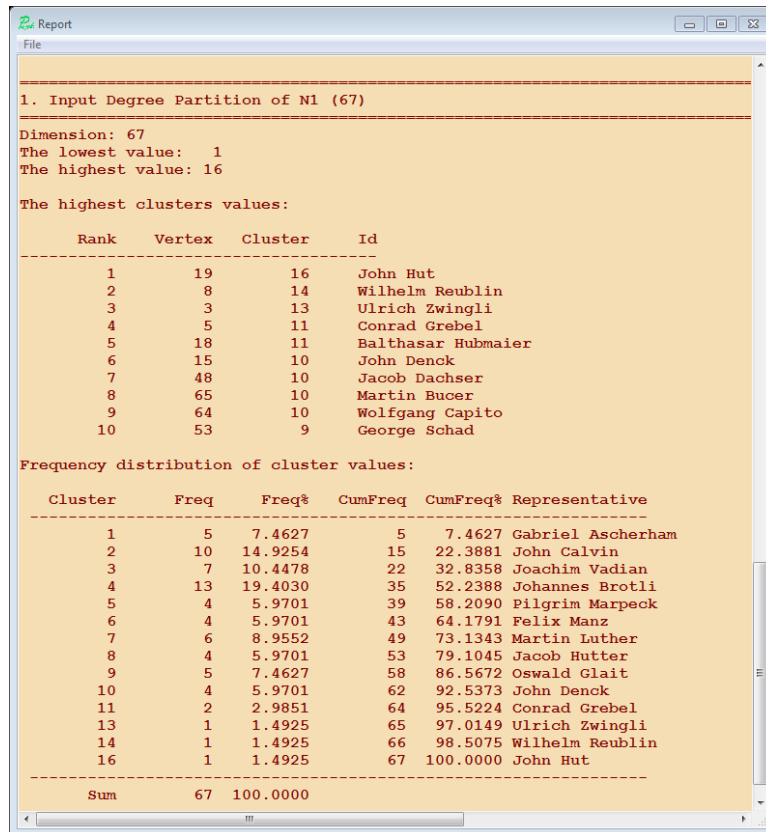 Report
File
1. Input Degree Partition of N1 (67)
Dimension: 67
The lowest value: 1
The highest value: 16
The highest clusters values:
Rank Vertex Cluster Id
1 19 16 John Hut
2 8 14 Wilhelm Reublin
3 3 13 Ulrich Zwingli
4 5 11 Conrad Grebel
5 18 11 Balthasar Hubmaier
6 15 10 John Denck
7 48 10 Jacob Dachser
8 65 10 Martin Bucer
9 64 10 Wolfgang Capito
10 53 9 George Schad
Frequency distribution of cluster values:
Cluster Freq Freq% CumFreq CumFreq% Representative
1 5 7.4627 5 7.4627 Gabriel Ascherham
2 10 14.9254 15 22.3881 John Calvin
3 7 10.4478 22 32.8358 Joachim Vadian
4 13 19.4030 35 52.2388 Johannes Brotli
5 4 5.9701 39 58.2090 Pilgrim Marpeck
6 4 5.9701 43 64.1791 Felix Manz
7 6 8.9552 49 73.1343 Martin Luther
8 4 5.9701 53 79.1045 Jacob Hutter
9 5 7.4627 58 86.5672 Oswald Glait
10 4 5.9701 62 92.5373 John Denck
11 2 2.9851 64 95.5224 Conrad Grebel
13 1 1.4925 65 97.0149 Ulrich Zwingli
14 1 1.4925 66 98.5075 Wilhelm Reublin
16 1 1.4925 67 100.0000 John Hut
Sum 67 100.0000